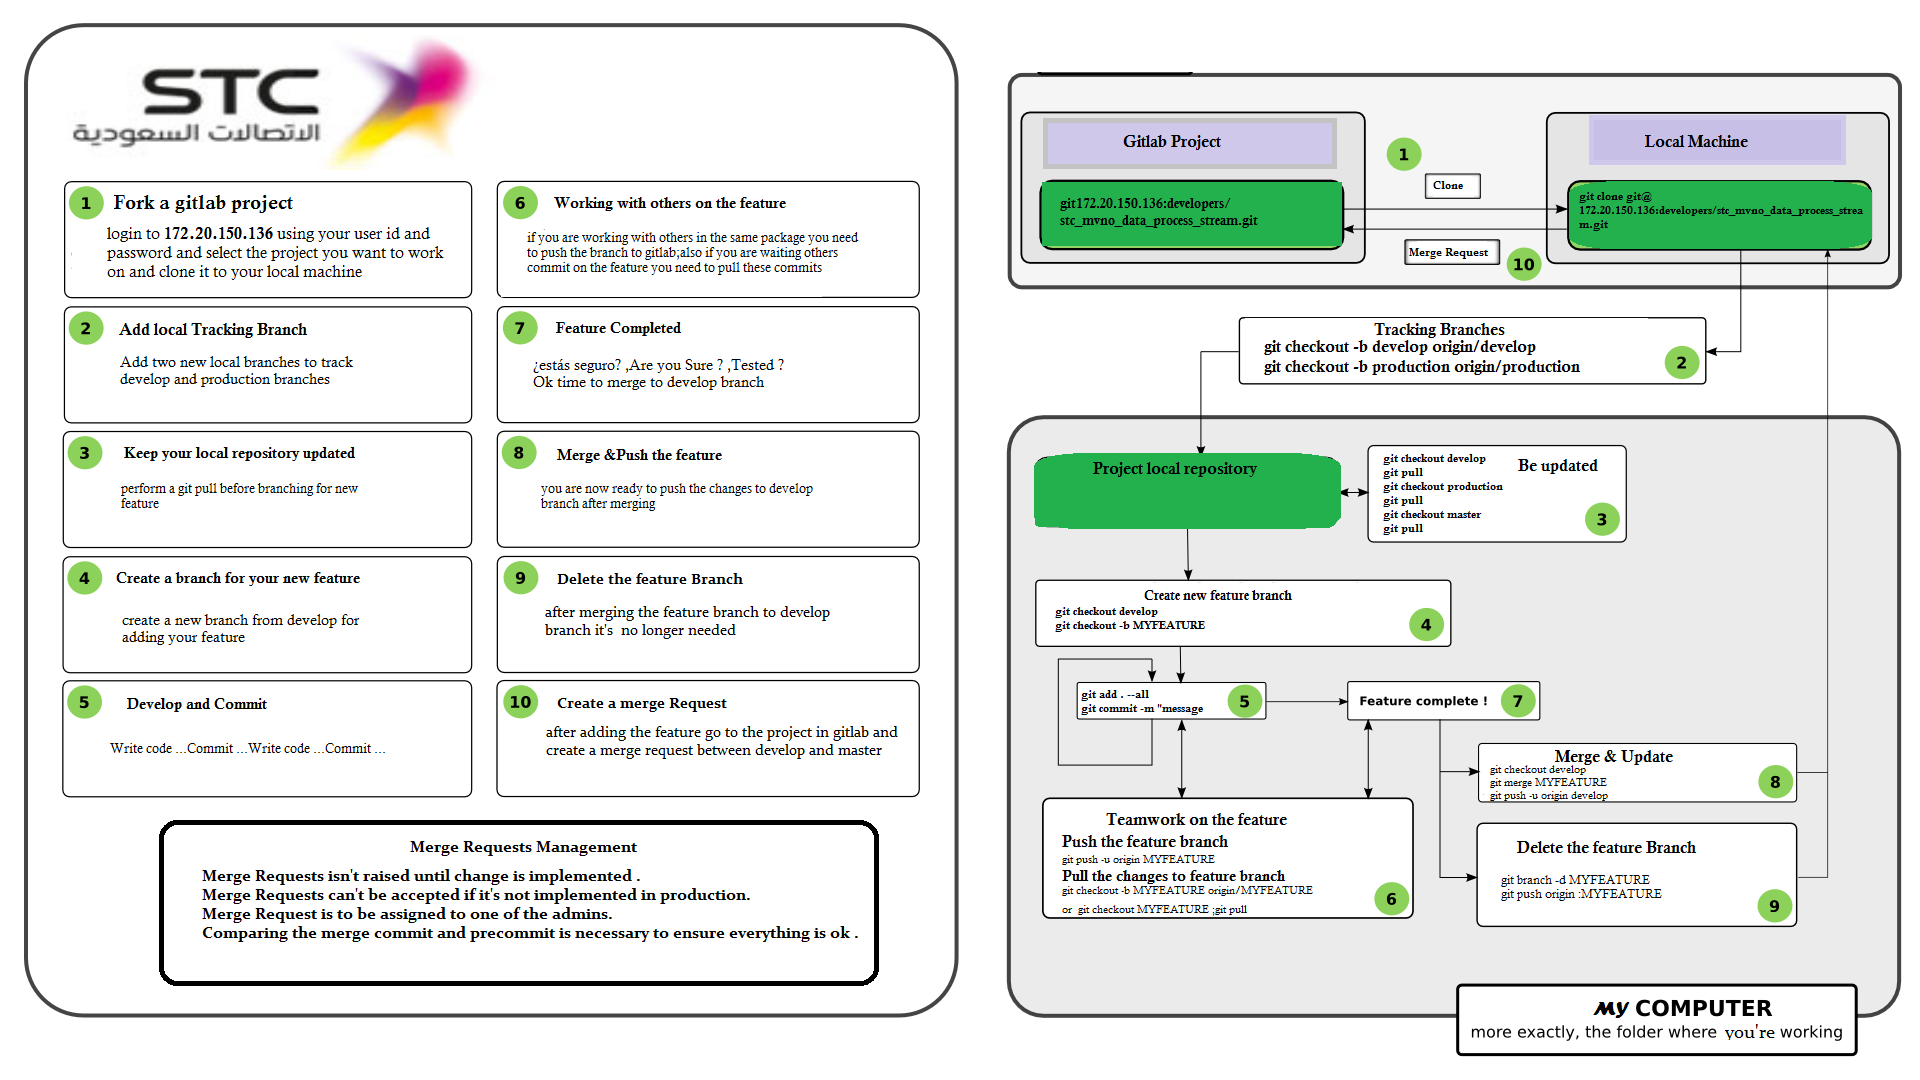 STC
الاتصالات السعودية
1 Fork a gitlab project
login to 172.20.150.136 using your user id and
password and select the project you want to work
on and clone it to your local machine
2 Add local Tracking Branch
Add two new local branches to track
develop and production branches
3 Keep your local repository updated
perform a git pull before branching for new
feature
4 Create a branch for your new feature
create a new branch from develop for
adding your feature
5 Develop and Commit
Write code ...Commit ...Write code ...Commit ...
6 Working with others on the feature
if you are working with others in the same package you need
to push the branch to gitlab;also if you are waiting others
commit on the feature you need to pull these commits
7 Feature Completed
¿estás seguro? ,Are you Sure ? ,Tested ?
Ok time to merge to develop branch
8 Merge &Push the feature
you are now ready to push the changes to develop
branch after merging
9 Delete the feature Branch
after merging the feature branch to develop
branch it's no longer needed
10 Create a merge Request
after adding the feature go to the project in gitlab and
create a merge request between develop and master
Merge Requests Management
Merge Requests isn't raised until change is implemented .
Merge Requests can't be accepted if it's not implemented in production.
Merge Request is to be assigned to one of the admins.
Comparing the merge commit and precommit is necessary to ensure everything is ok .
Gitlab Project
git172.20.150.136:developers/
stc_mvno_data_process_stream.git
1
Clone
Merge Request
10
Local Machine
git clone git@
172.20.150.136:developers/stc_mvno_data_process_strea
m.git
Tracking Branches
git checkout -b develop origin/develop
git checkout -b production origin/production
2
Project local repository
Be updated
git checkout develop
git pull
git checkout production
git pull
git checkout master
git pull
3
Create new feature branch
git checkout develop
git checkout -b MYFEATURE
4
git add . --all
git commit -m "message
5
Feature complete !
7
Merge & Update
git checkout develop
git merge MYFEATURE
git push -u origin develop
8
Teamwork on the feature
Push the feature branch
git push -u origin MYFEATURE
Pull the changes to feature branch
git checkout -b MYFEATURE origin/MYFEATURE
or git checkout MYFEATURE ;git pull
6
Delete the feature Branch
git branch -d MYFEATURE
git push origin :MYFEATURE
9
My COMPUTER
more exactly, the folder where you're working